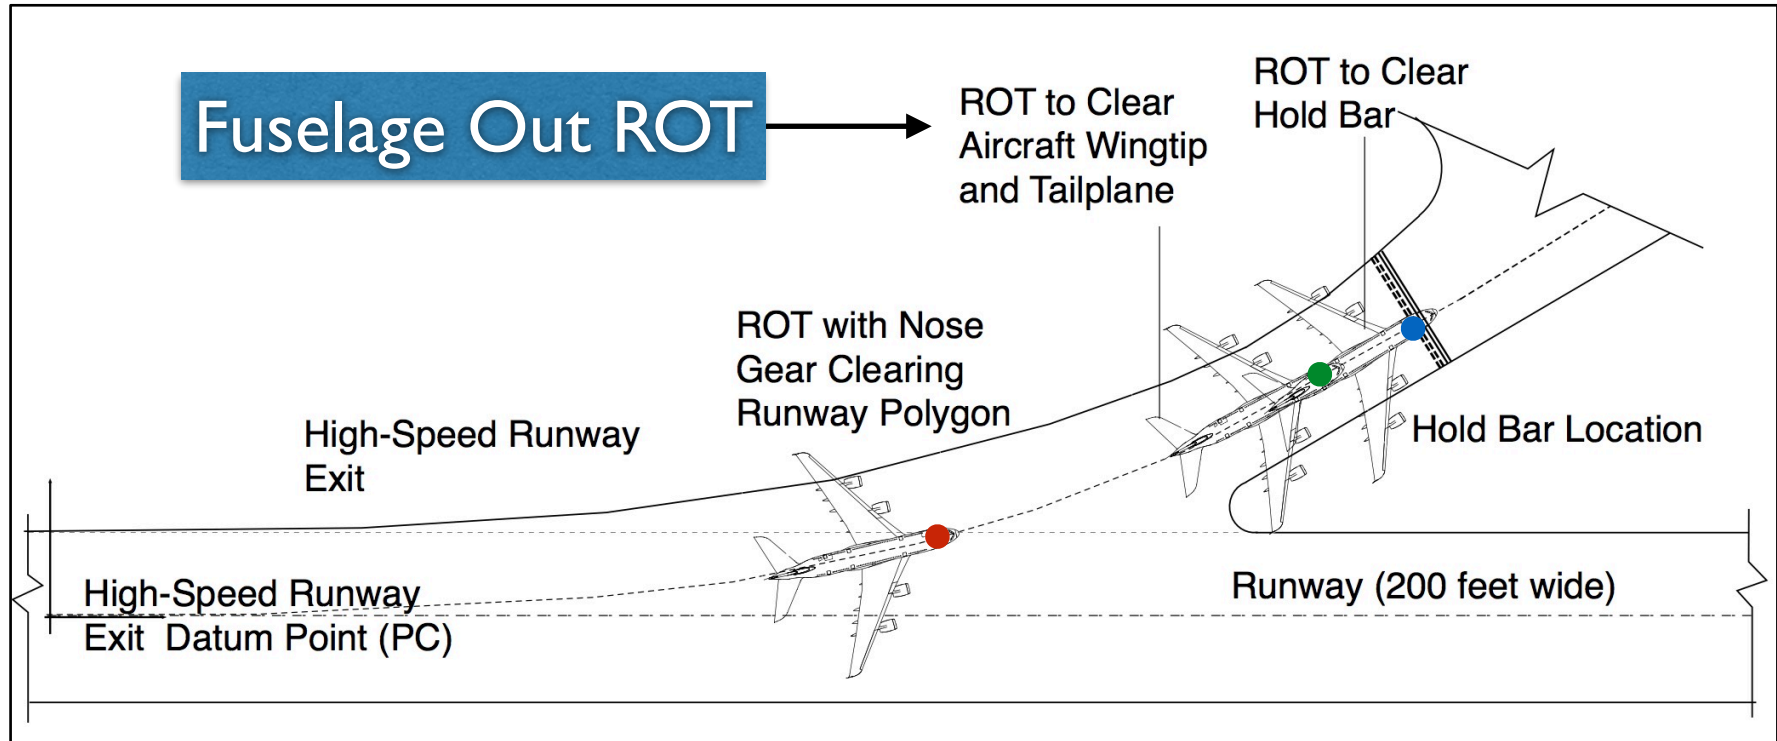 Fuselage Out ROT
ROT to Clear
Aircraft Wingtip
and Tailplane
ROT to Clear
Hold Bar
ROT with Nose
Gear Clearing
Runway Polygon
High-Speed Runway
Exit
Hold Bar Location
High-Speed Runway
Exit Datum Point (PC)
Runway (200 feet wide)